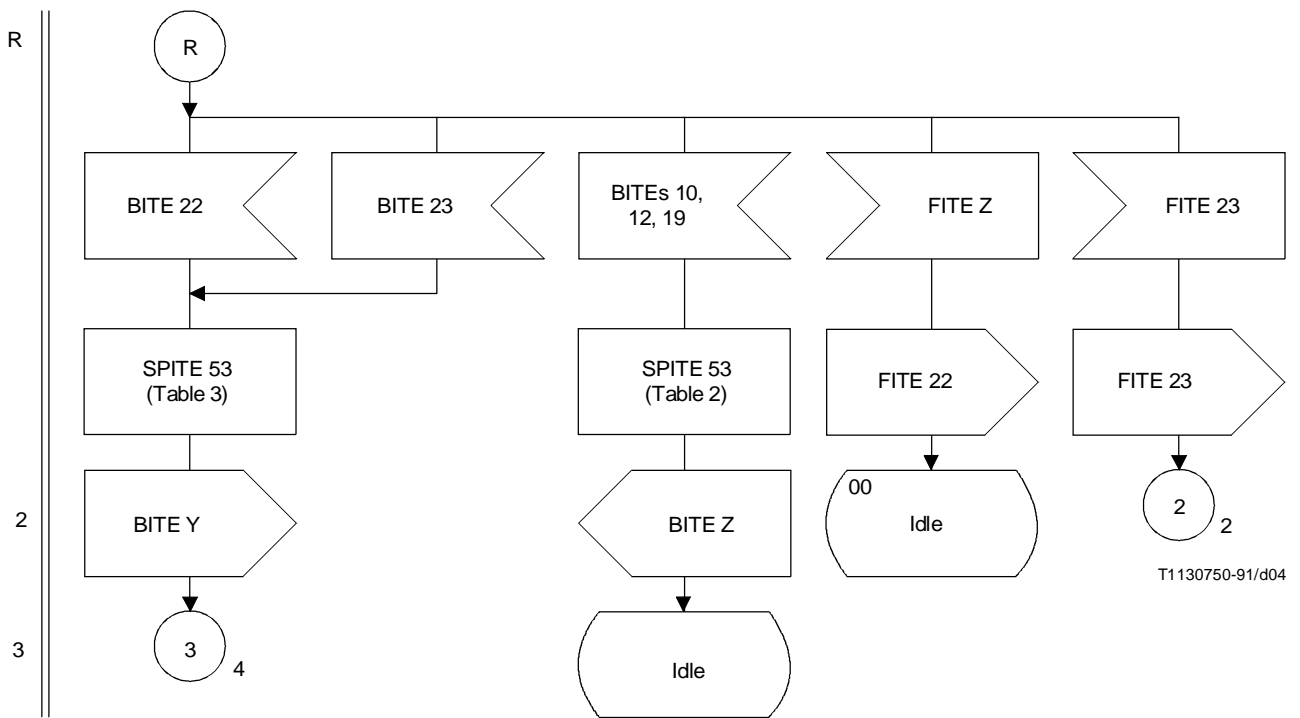 R
R
BITE 22
BITE 23
BITEs 10,
12, 19
FITE Z
FITE 23
SPITE 53
(Table 3)
SPITE 53
(Table 2)
FITE 22
FITE 23
2
BITE Y
BITE Z
00
Idle
2
2
T1130750-91/d04
3
3
4
Idle